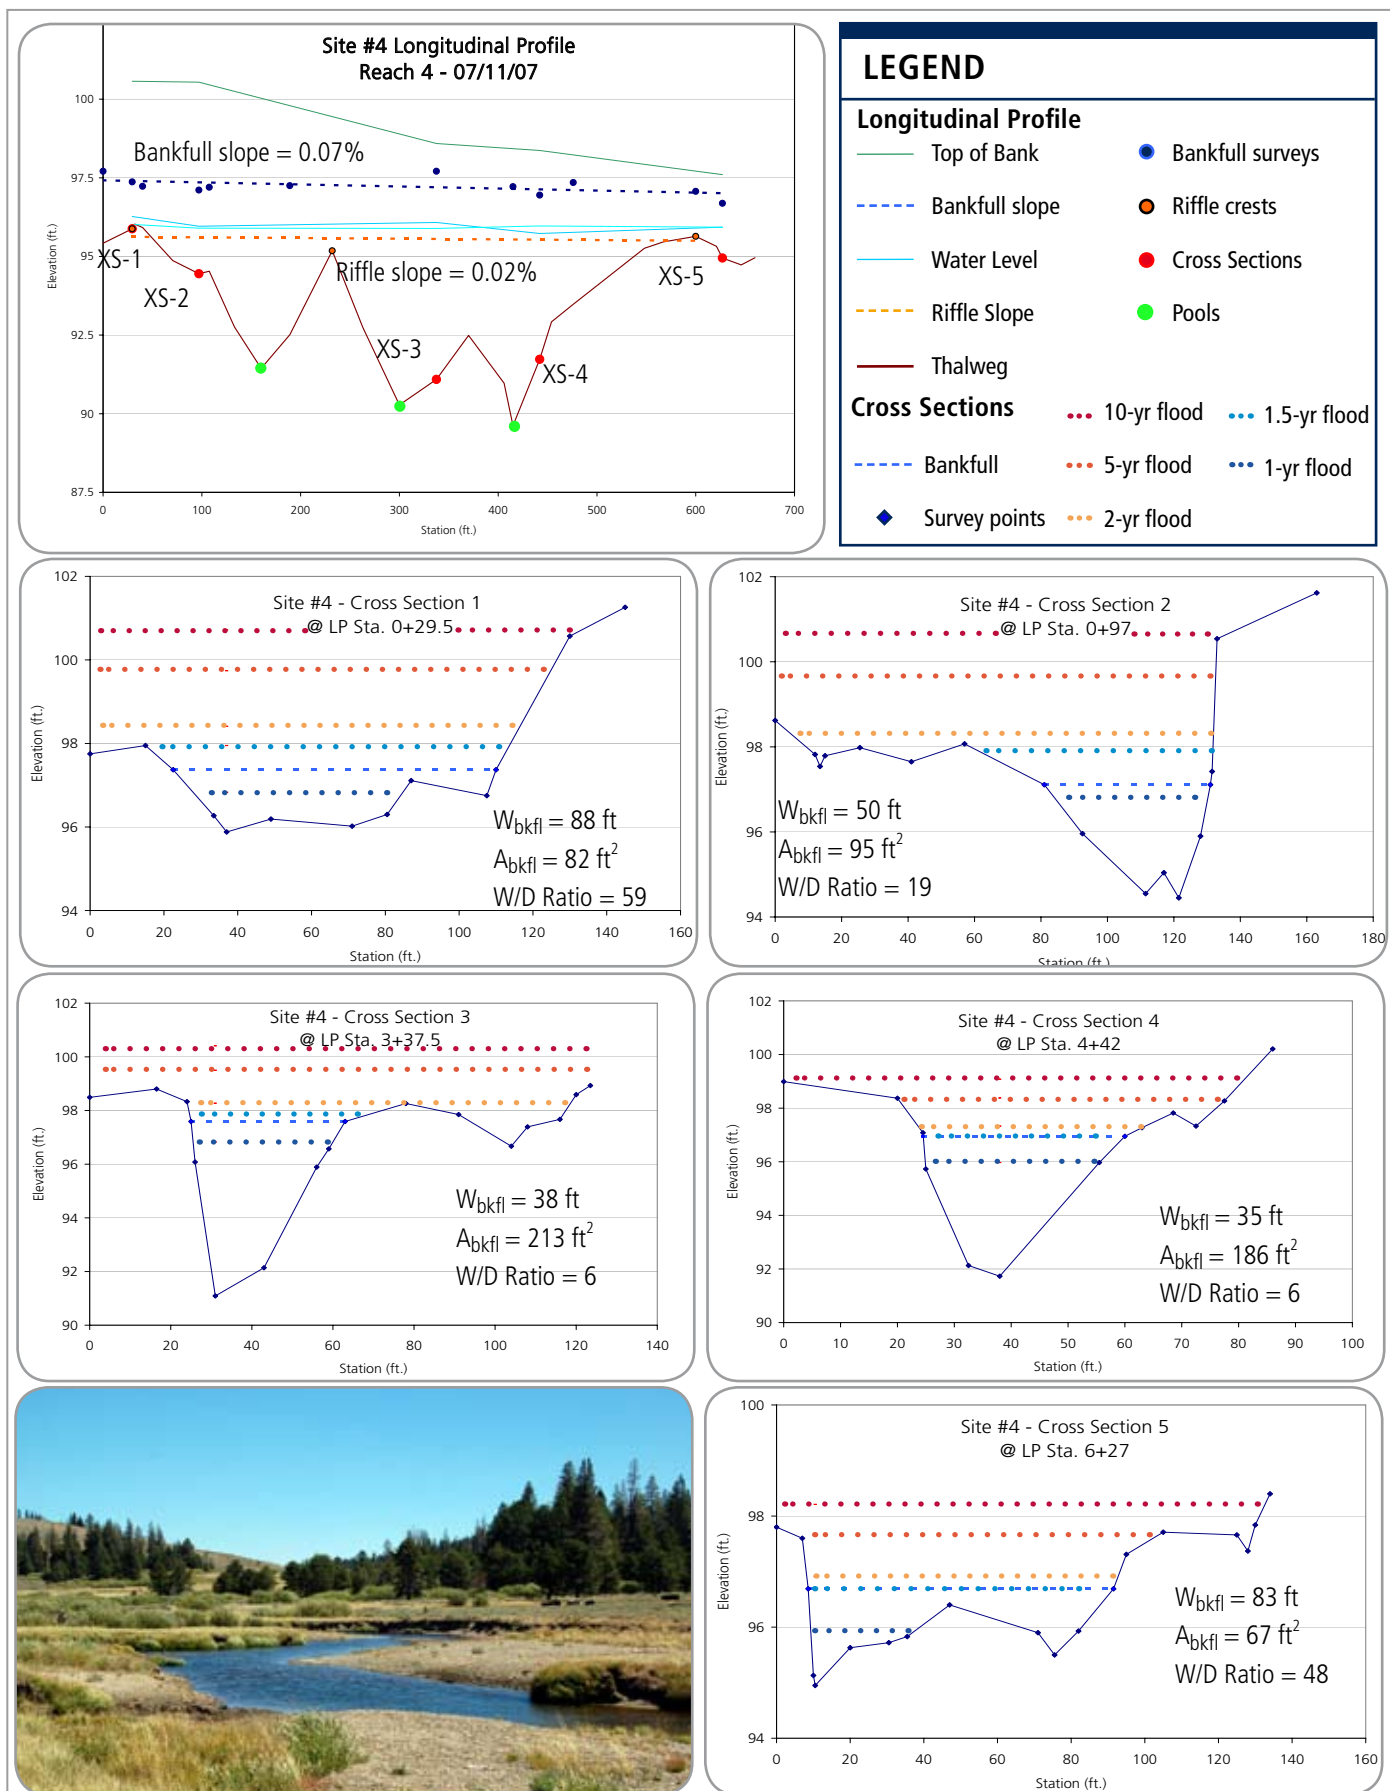 Site #4 Longitudinal Profile
Reach 4 - 07/11/07
Elevation (ft.)
100
97.5
95
92.5
90
87.5
Bankfull slope = 0.07%
Riffle slope = 0.02%
XS-1
XS-2
XS-3
XS-4
XS-5
0 100 200 300 400 500 600 700
Station (ft.)
LEGEND
Longitudinal Profile
Top of Bank
Bankfull surveys
Bankfull slope
Riffle crests
Water Level
Cross Sections
Riffle Slope
Pools
Thalweg
Cross Sections
10-yr flood
1.5-yr flood
Bankfull
5-yr flood
1-yr flood
Survey points
2-yr flood
Site #4 - Cross Section 1
@ LP Sta. 0+29.5
Elevation (ft.)
102
100
98
96
94
W bkfl = 88 ft
A bkfl = 82 ft²
W/D Ratio = 59
0 20 40 60 80 100 120 140 160
Station (ft.)
Site #4 - Cross Section 2
@ LP Sta. 0+97
Elevation (ft.)
102
100
98
96
94
W bkfl = 50 ft
A bkfl = 95 ft²
W/D Ratio = 19
0 20 40 60 80 100 120 140 160 180
Station (ft.)
Site #4 - Cross Section 3
@ LP Sta. 3+37.5
Elevation (ft.)
102
100
98
96
94
92
90
W bkfl = 38 ft
A bkfl = 213 ft²
W/D Ratio = 6
0 20 40 60 80 100 120 140
Station (ft.)
Site #4 - Cross Section 4
@ LP Sta. 4+42
Elevation (ft.)
102
100
98
96
94
92
90
W bkfl = 35 ft
A bkfl = 186 ft²
W/D Ratio = 6
0 10 20 30 40 50 60 70 80 90 100
Station (ft.)
Site #4 - Cross Section 5
@ LP Sta. 6+27
Elevation (ft.)
100
98
96
94
W bkfl = 83 ft
A bkfl = 67 ft²
W/D Ratio = 48
0 20 40 60 80 100 120 140 160
Station (ft.)